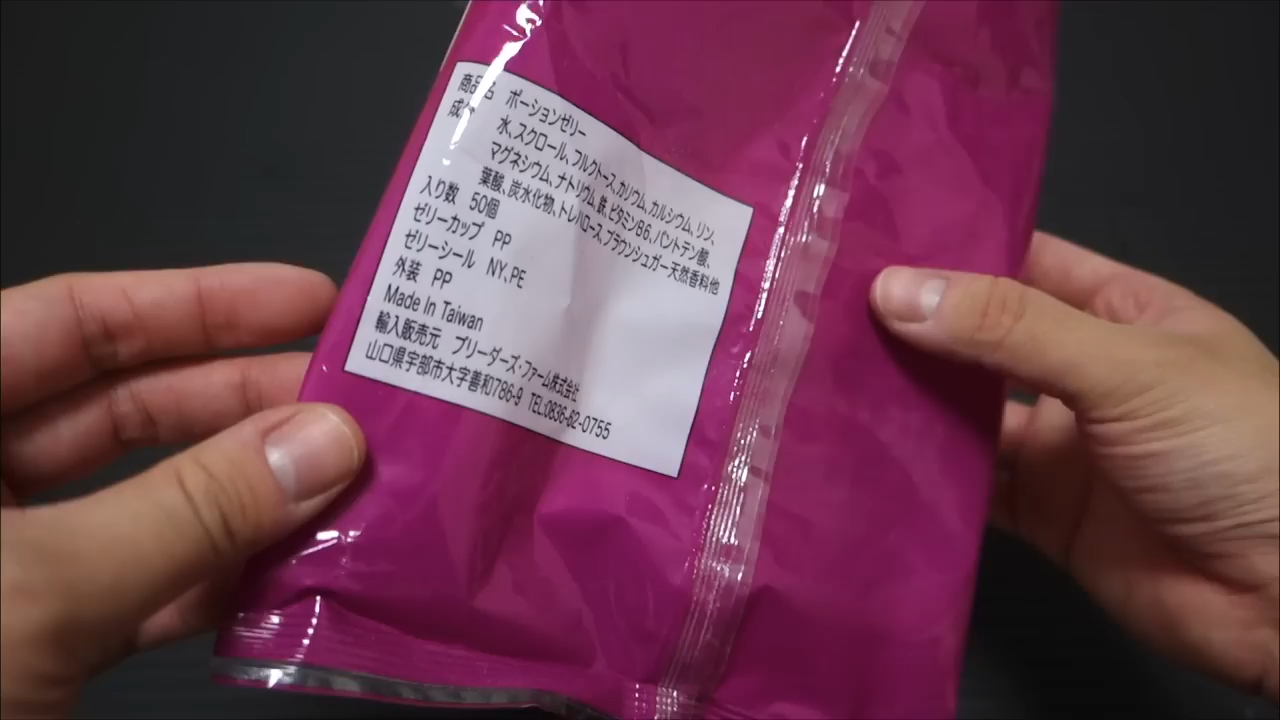 商品名 ポーションゼリー
成分 水、スクロール、フルクトース、カリウム、カルシウム、リン、
マグネシウム、ナトリウム、鉄、ビタミンB6、パントテン酸、
葉酸、炭水化物、トレハロース、ブラウンシュガー天然香料他
入り数 50個
ゼリーカップ PP
ゼリーシール NY、PE
外装 PP
Made In Taiwan
輸入販売元 ブリーダーズ・ファーム株式会社
山口県宇部市大字善和786-9 TEL:0836-62-0755